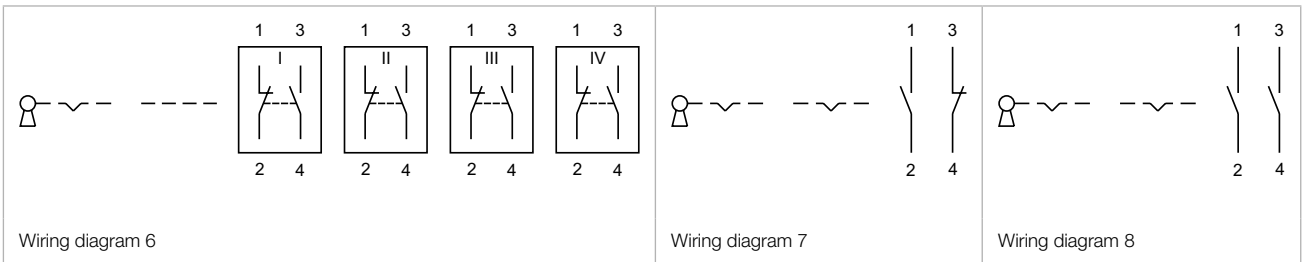 1 3 1 3 1 3 1 3 1 3 1 3
I II III IV
2 4 2 4 2 4 2 4 2 4 2 4
Wiring diagram 6 Wiring diagram 7 Wiring diagram 8